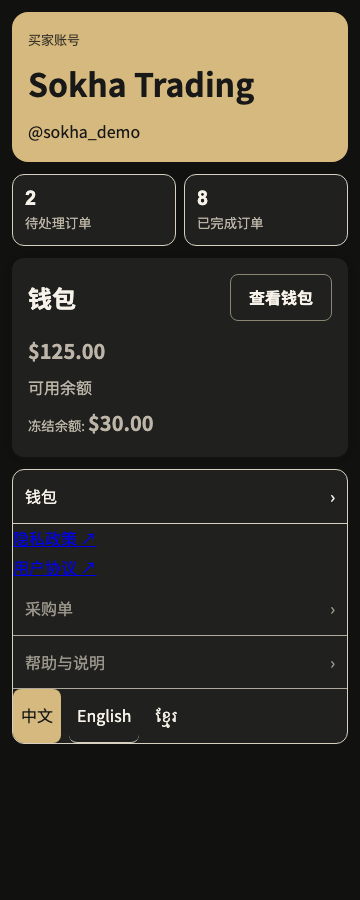 买家账号
Sokha Trading
@sokha_demo
2
待处理订单
8
已完成订单
钱包
查看钱包
$125.00
可用余额
冻结余额: $30.00
钱包 ›
隐私政策 ↗
用户协议 ↗
采购单 ›
帮助与说明 ›
中文 English ខ្មែរ